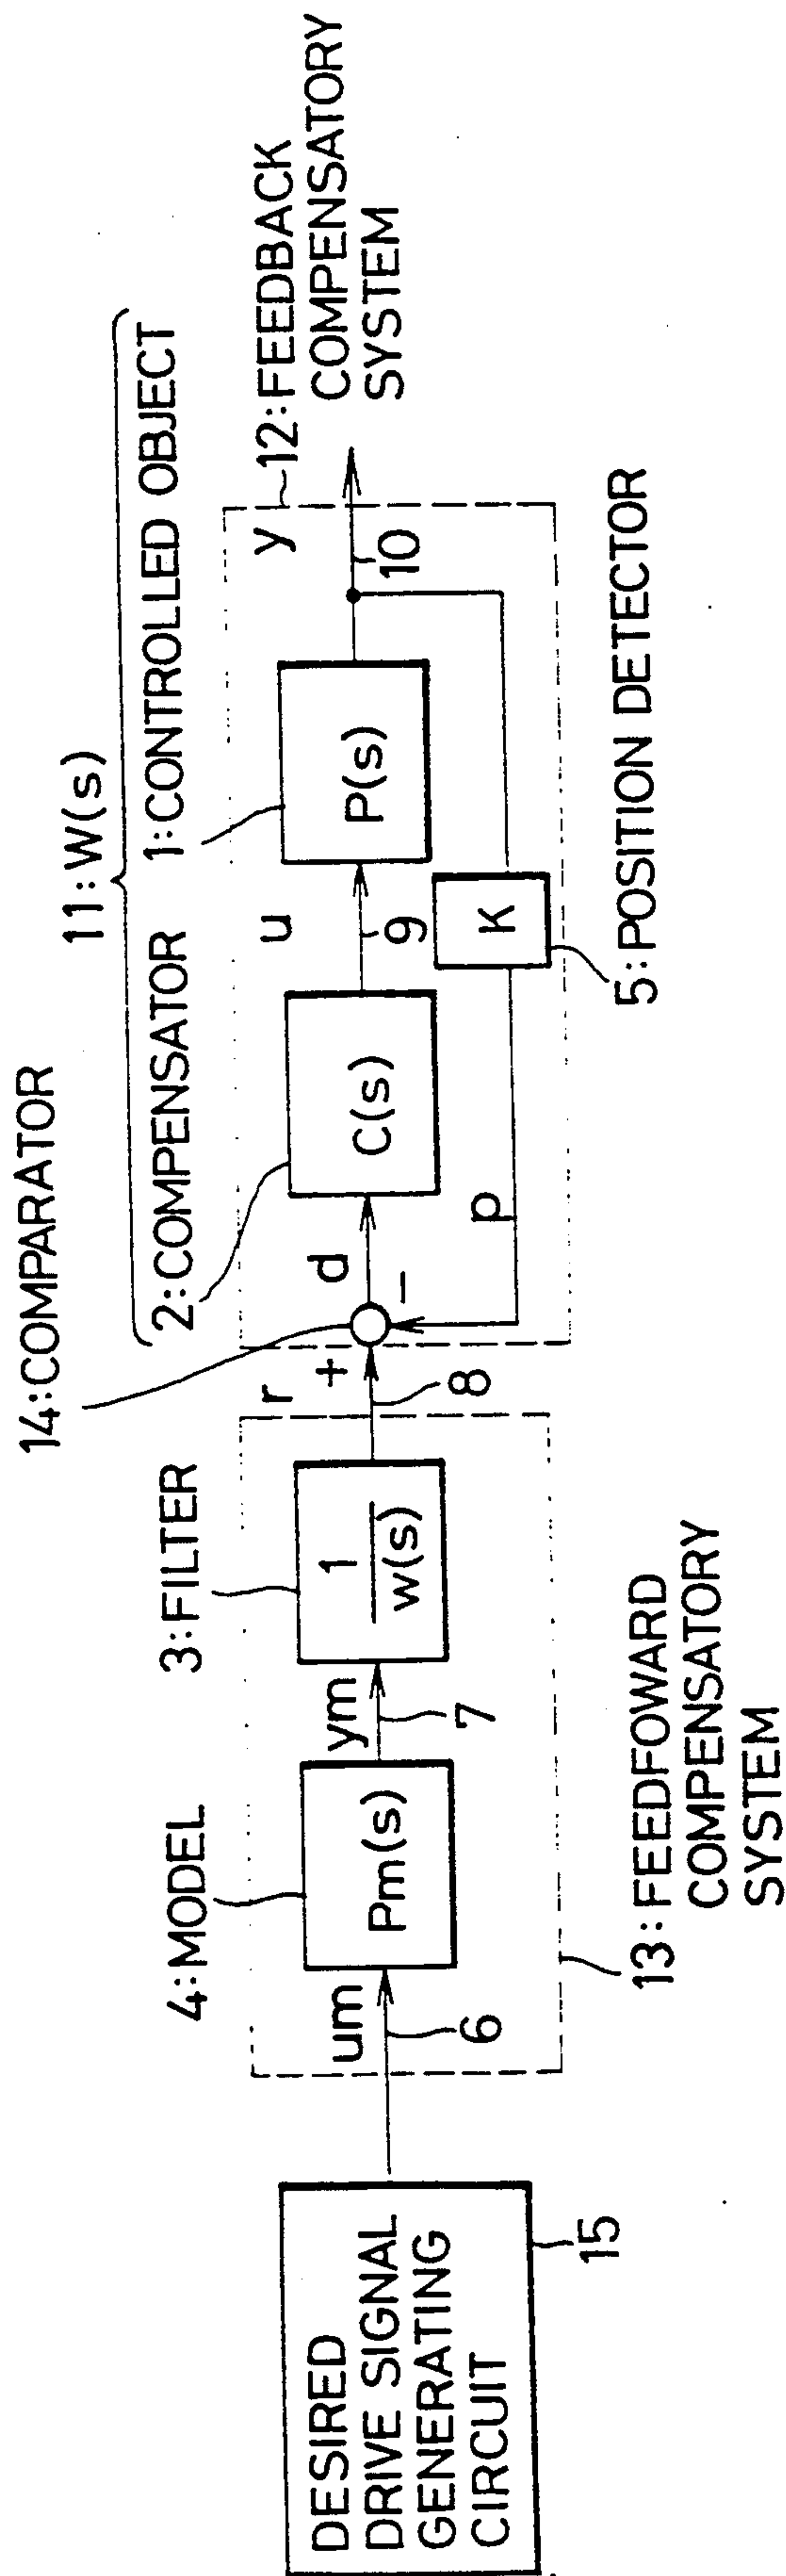 DESIRED
DRIVE SIGNAL
GENERATING
CIRCUIT
15
um
6
4:MODEL
Pm(s)
ym
7
3:FILTER
1
w(s)
13:FEEDFOWARD
COMPENSATORY
SYSTEM
r
+
8
14:COMPARATOR
−
d
p
11:W(s)
2:COMPENSATOR
C(s)
u
9
1:CONTROLLED OBJECT
P(s)
K
5:POSITION DETECTOR
y
10
12:FEEDBACK
COMPENSATORY
SYSTEM